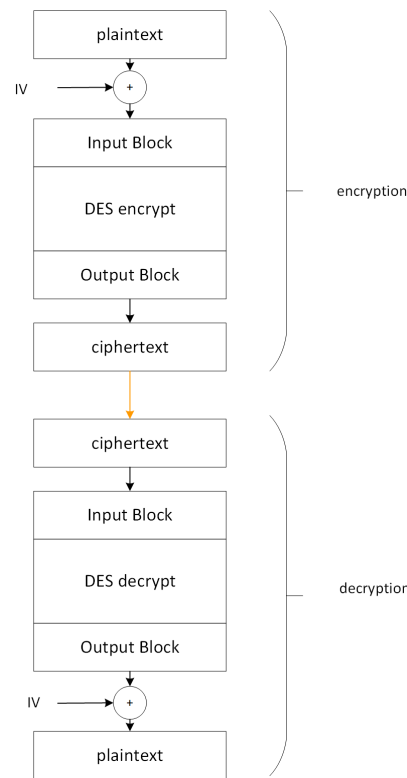 plaintext
IV
+
Input Block
DES encrypt
encryption
Output Block
ciphertext
ciphertext
Input Block
DES decrypt
decryption
Output Block
IV
+
plaintext